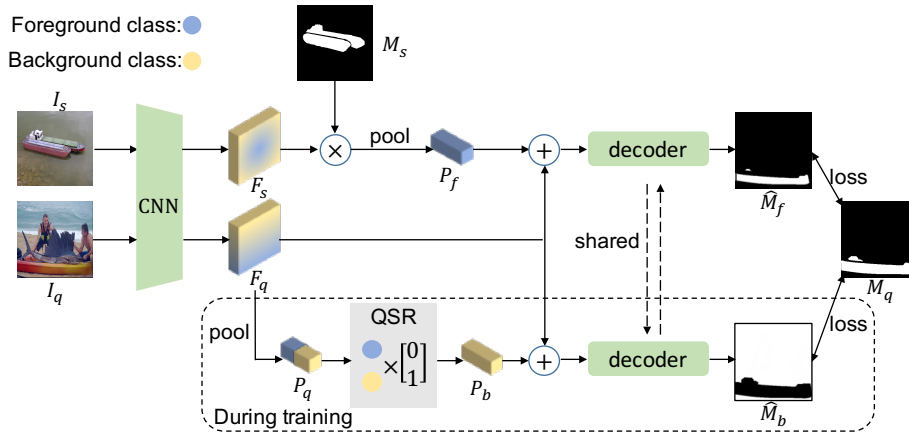 Foreground class:
Background class:
M_s
I_s
pool
P_f
×
+
decoder
F_s
M̂_f
loss
CNN
shared
M_q
I_q
F_q
loss
pool
QSR
×[0 1]
P_q
P_b
+
decoder
M̂_b
During training